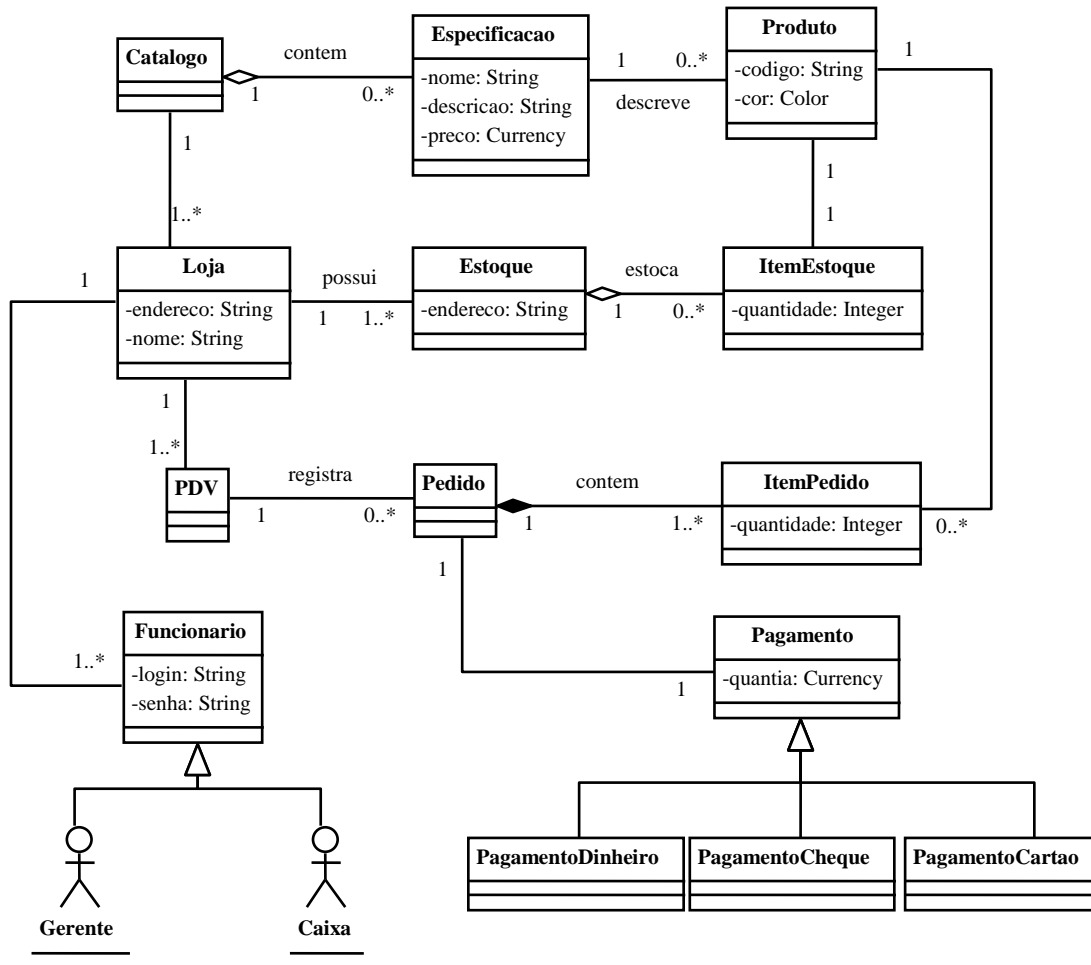 Catalogo
contem
1
0..*
Especificacao
-nome: String
-descricao: String
-preco: Currency
1
0..*
descreve
Produto
-codigo: String
-cor: Color
1
1
1..*
1
1
1
Loja
-endereco: String
-nome: String
possui
1
1..*
Estoque
-endereco: String
estoca
1
0..*
ItemEstoque
-quantidade: Integer
1
1..*
PDV
registra
1
0..*
Pedido
contem
1
1..*
ItemPedido
-quantidade: Integer
0..*
1
1..*
Funcionario
-login: String
-senha: String
1
Pagamento
-quantia: Currency
PagamentoDinheiro
PagamentoCheque
PagamentoCartao
Gerente
Caixa